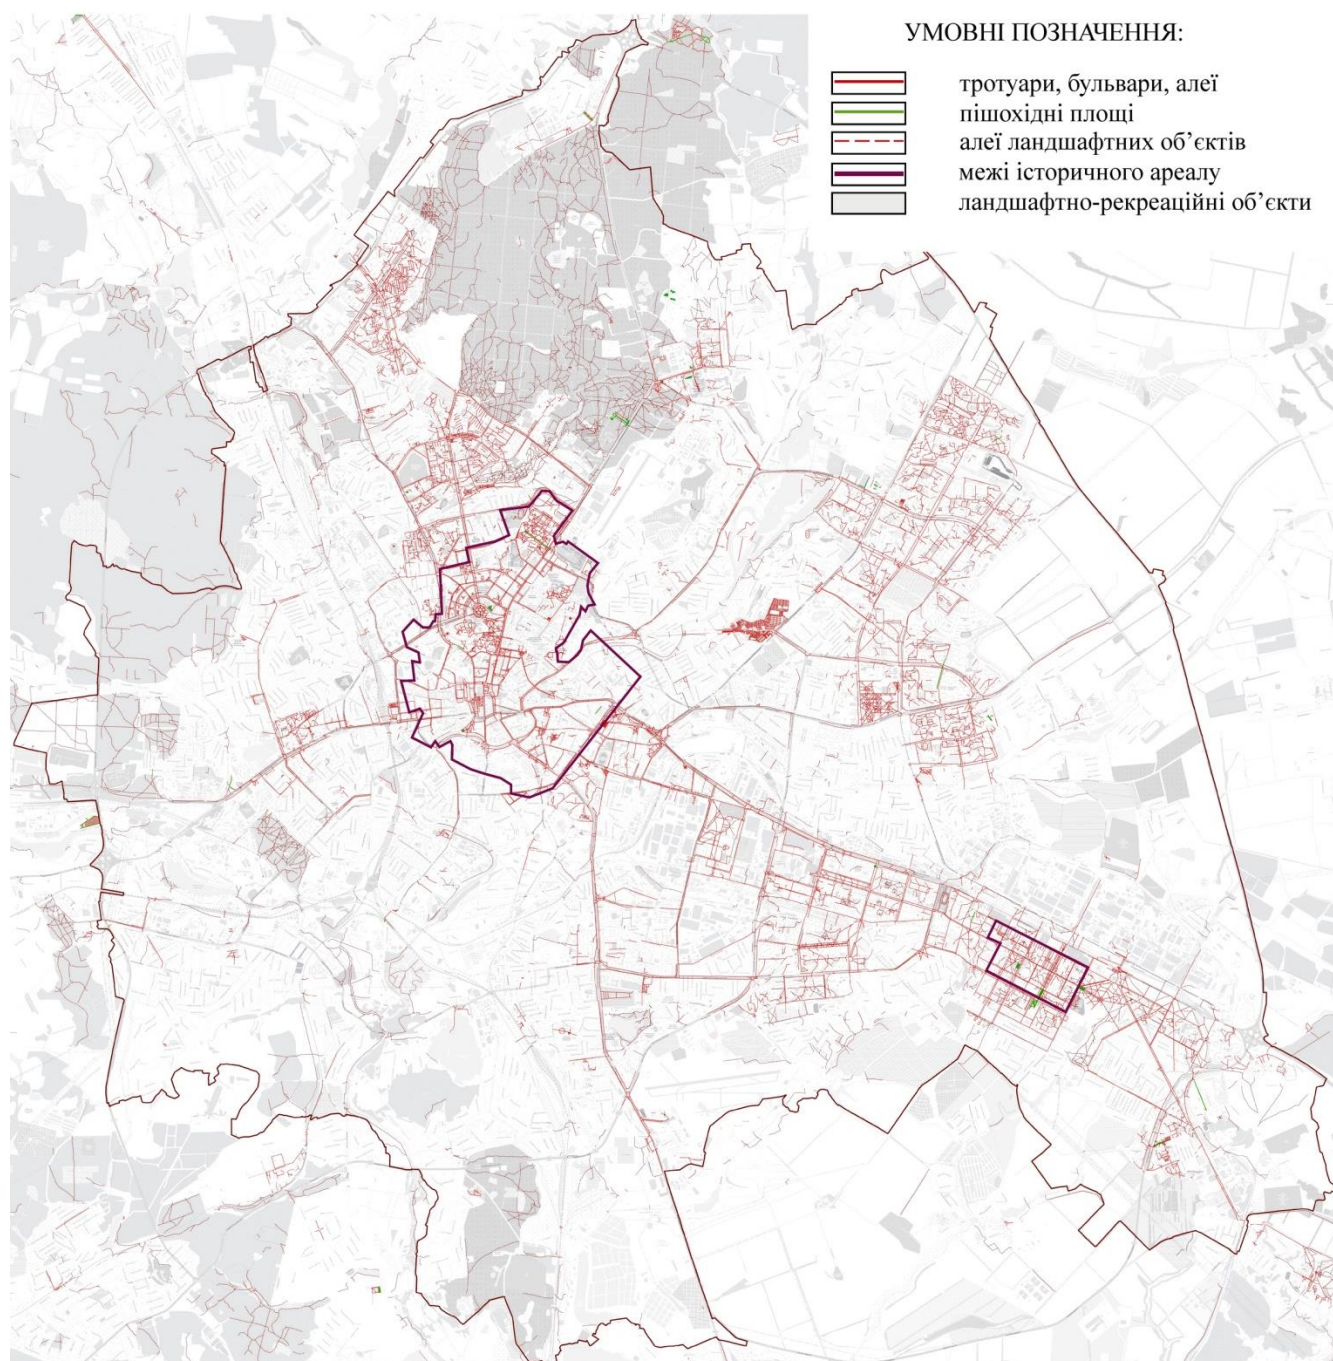 УМОВНІ ПОЗНАЧЕННЯ:
тротуари, бульвари, алеї
пішохідні площі
алеї ландшафтних об’єктів
межі історичного ареалу
ландшафтно-рекреаційні об’єкти